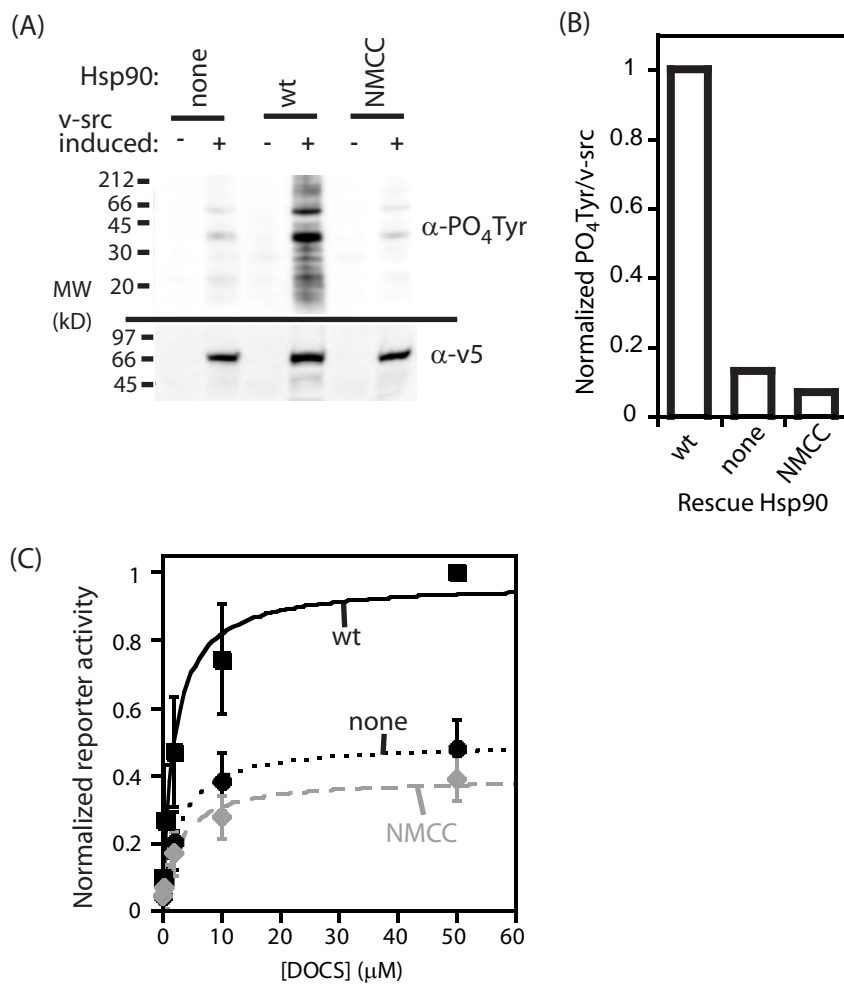 (A)
Hsp90:
none
wt
NMCC
v-src
induced:
- + - + - +
212
66
45
30
20
α-PO4Tyr
MW
(kD)
97
66
45
α-v5
(B)
Normalized PO4Tyr/v-src
1
0.8
0.6
0.4
0.2
0
wt
none
NMCC
Rescue Hsp90
(C)
Normalized reporter activity
1
0.8
0.6
0.4
0.2
0
wt
none
NMCC
0 10 20 30 40 50 60
[DOCS] (μM)